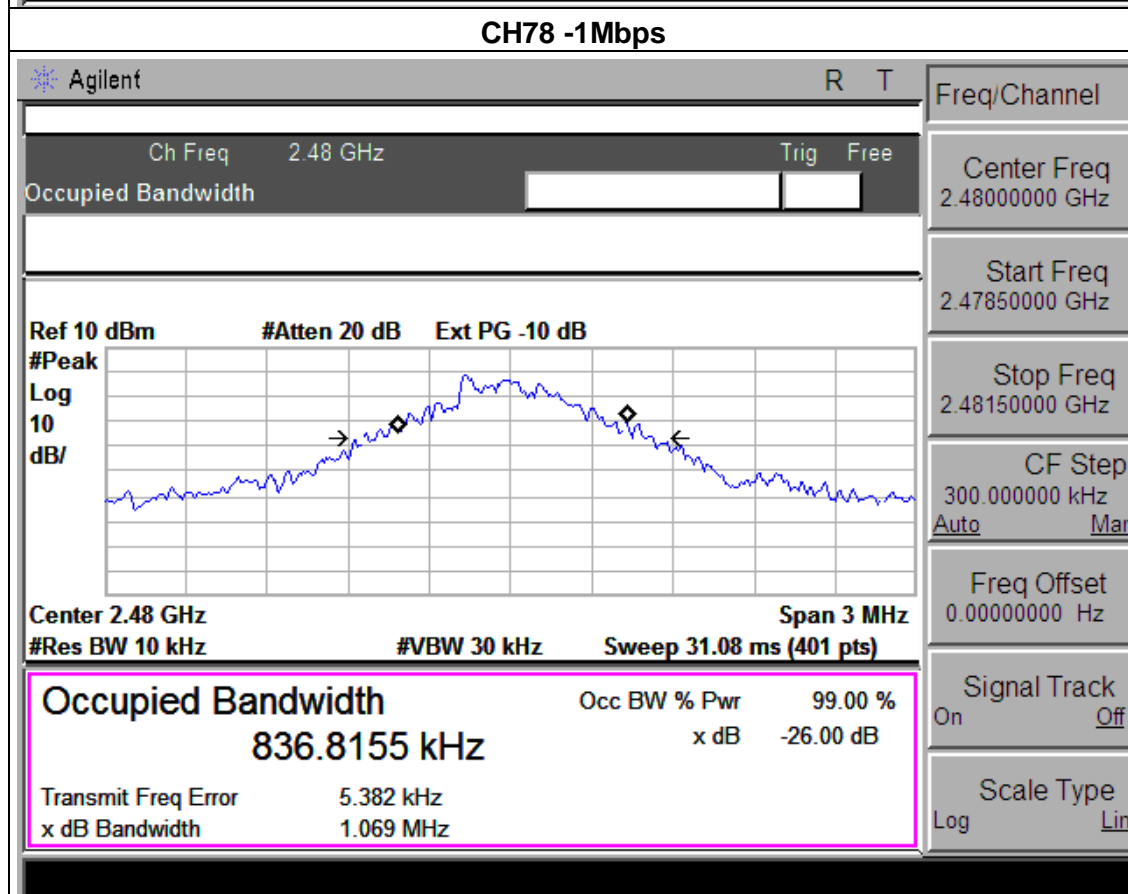 CH78 -1Mbps
Agilent R T
Ch Freq 2.48 GHz Trig Free
Occupied Bandwidth
Ref 10 dBm #Atten 20 dB Ext PG -10 dB
#Peak
Log
10
dB/
Center 2.48 GHz Span 3 MHz
#Res BW 10 kHz #VBW 30 kHz Sweep 31.08 ms (401 pts)
Occupied Bandwidth Occ BW % Pwr 99.00 %
836.8155 kHz x dB -26.00 dB
Transmit Freq Error 5.382 kHz
x dB Bandwidth 1.069 MHz
Freq/Channel
Center Freq
2.48000000 GHz
Start Freq
2.47850000 GHz
Stop Freq
2.48150000 GHz
CF Step
300.000000 kHz
Auto Man
Freq Offset
0.00000000 Hz
Signal Track
On Off
Scale Type
Log Lin